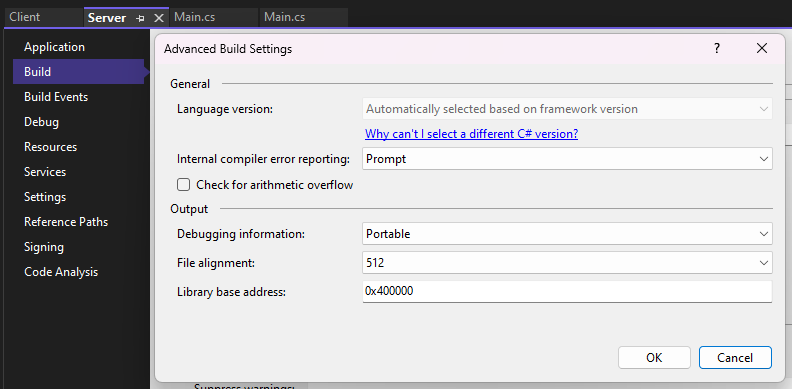 Client
Server
Main.cs
Main.cs
Application
Build
Build Events
Debug
Resources
Services
Settings
Reference Paths
Signing
Code Analysis
Advanced Build Settings
?
General
Language version:
Automatically selected based on framework version
Why can't I select a different C# version?
Internal compiler error reporting:
Prompt
Check for arithmetic overflow
Output
Debugging information:
Portable
File alignment:
512
Library base address:
0x400000
OK
Cancel
Suppress warnings: